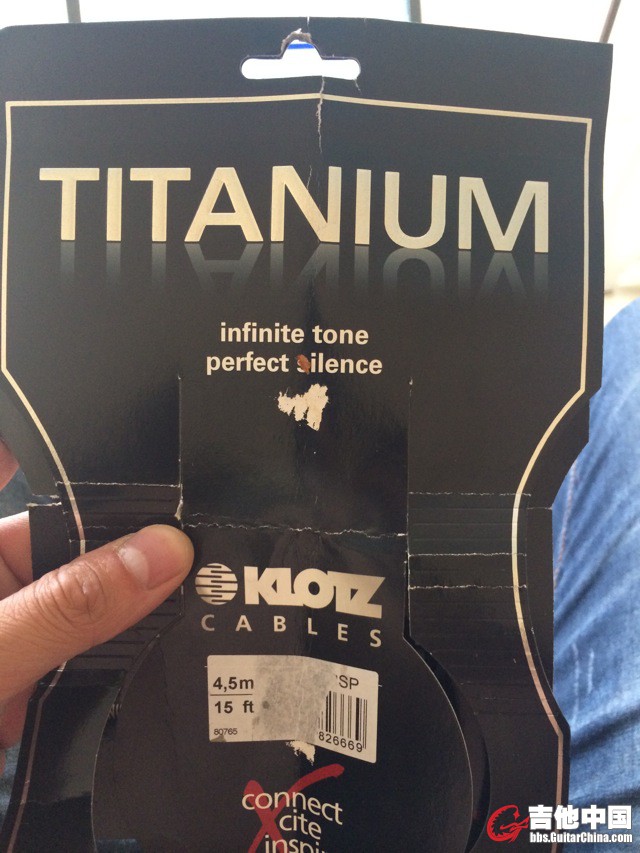 TITANIUM
infinite tone
perfect silence
KLOTZ
CABLES
4,5m
SP
15 ft
80765
826669
connect
cite
吉他中国
bbs.GuitarChina.com